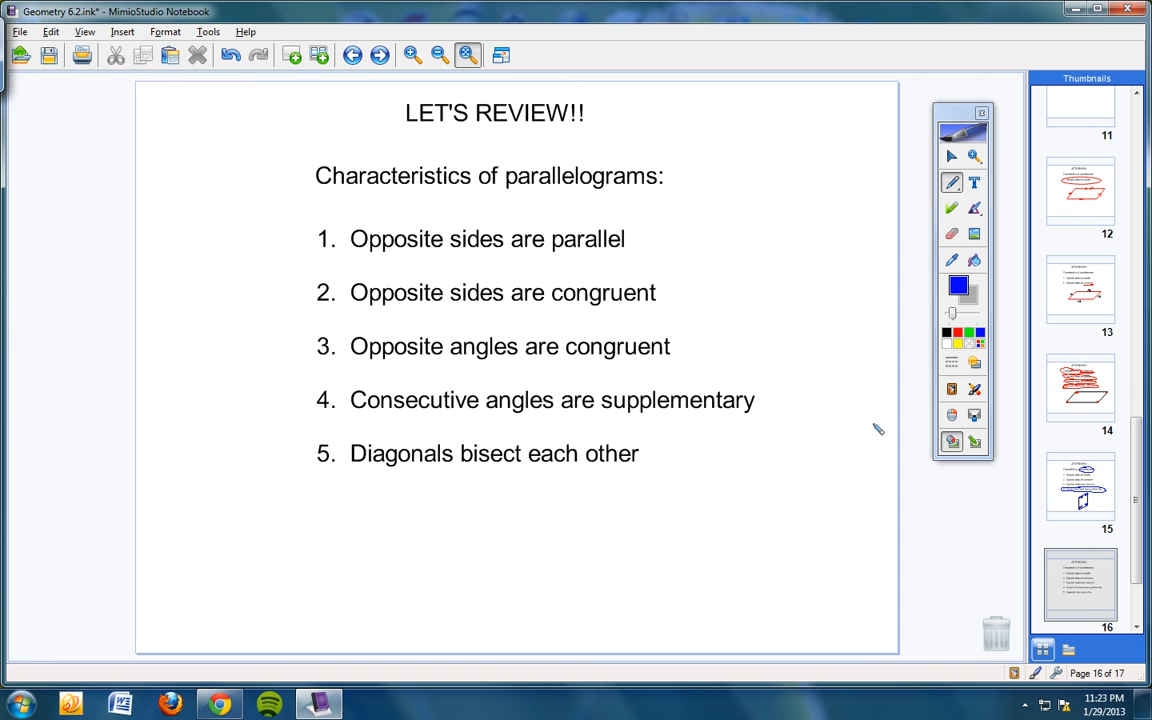 Geometry 6.2.ink* - MimioStudio Notebook
File Edit View Insert Format Tools Help
Thumbnails
LET'S REVIEW!!
Characteristics of parallelograms:
1. Opposite sides are parallel
2. Opposite sides are congruent
3. Opposite angles are congruent
4. Consecutive angles are supplementary
5. Diagonals bisect each other
11
12
13
14
15
16
Page 16 of 17
11:23 PM
1/29/2013